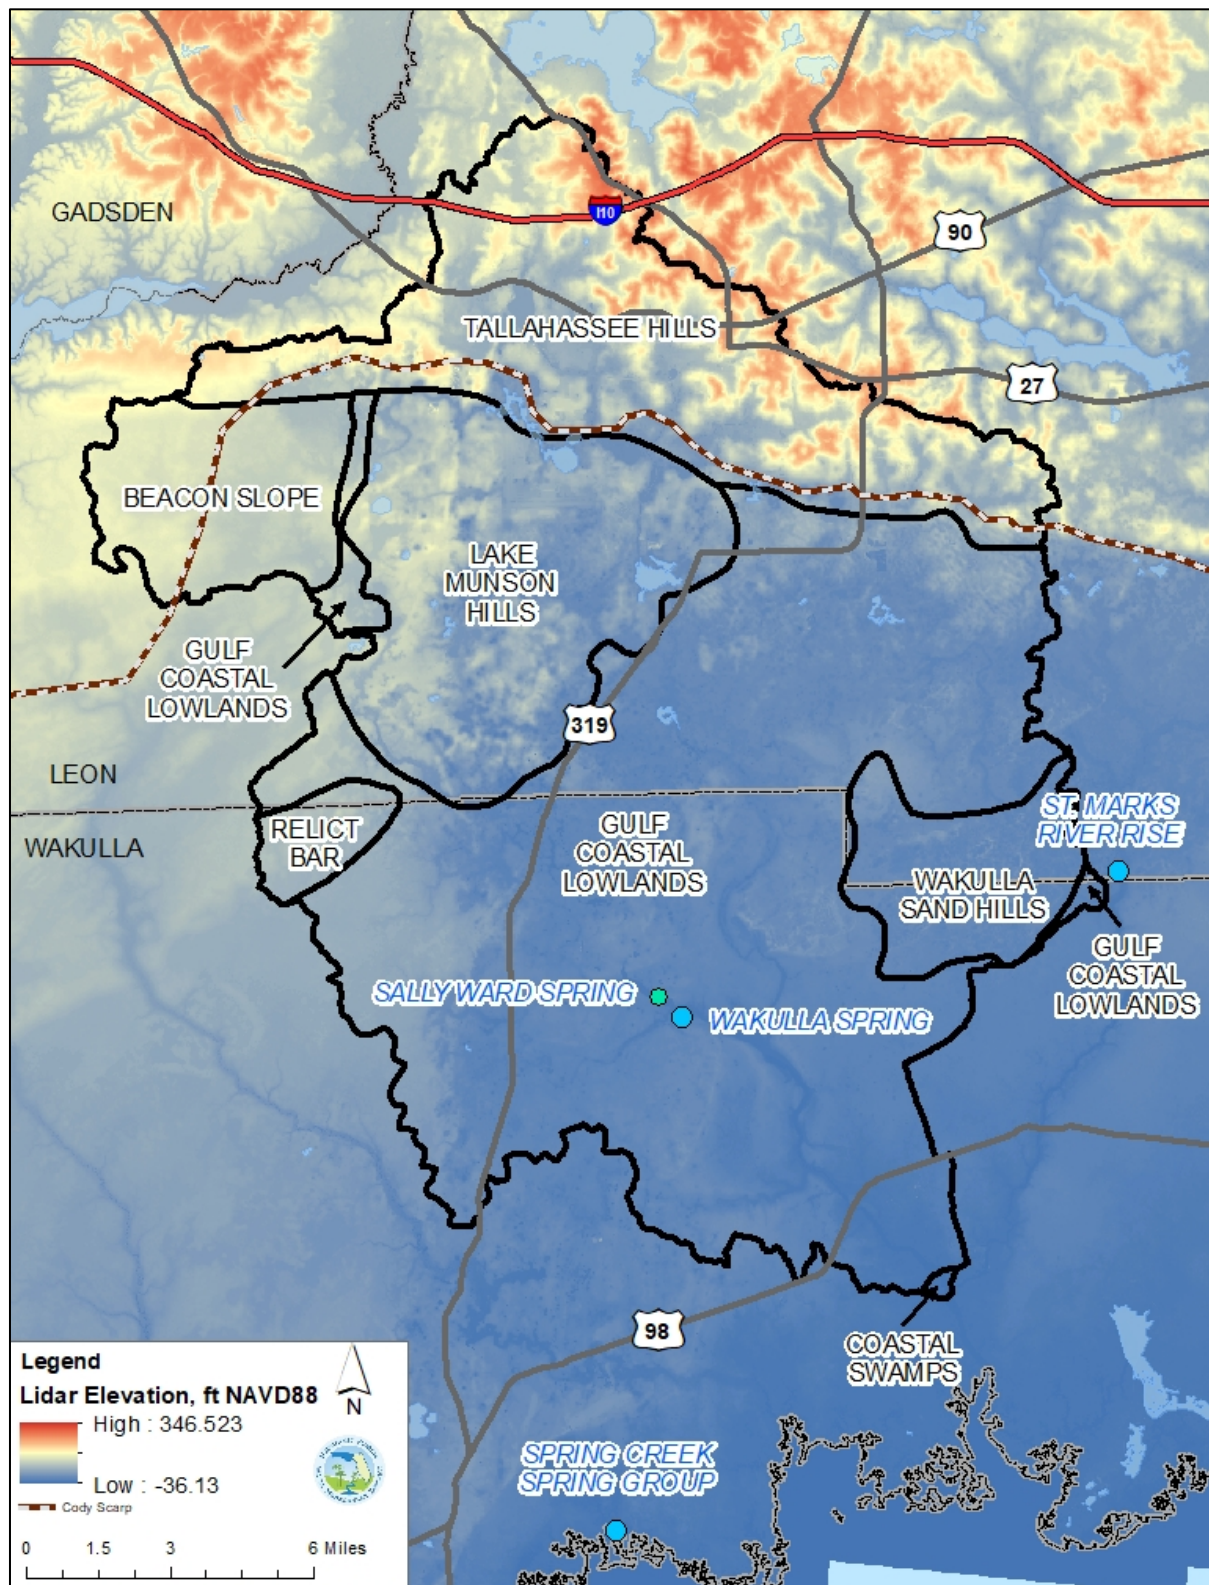 GADSDEN
110
90
TALLAHASSEE HILLS
27
BEACON SLOPE
LAKE
MUNSON
HILLS
GULF
COASTAL
LOWLANDS
319
LEON
WAKULLA
RELICT
BAR
GULF
COASTAL
LOWLANDS
ST. MARKS
RIVER RISE
WAKULLA
SAND HILLS
GULF
COASTAL
LOWLANDS
SALLY WARD SPRING
WAKULLA SPRING
98
COASTAL
SWAMPS
SPRING CREEK
SPRING GROUP
Legend
Lidar Elevation, ft NAVD88
High : 346.523
Low : -36.13
Cody Scarp
N
0 1.5 3 6 Miles